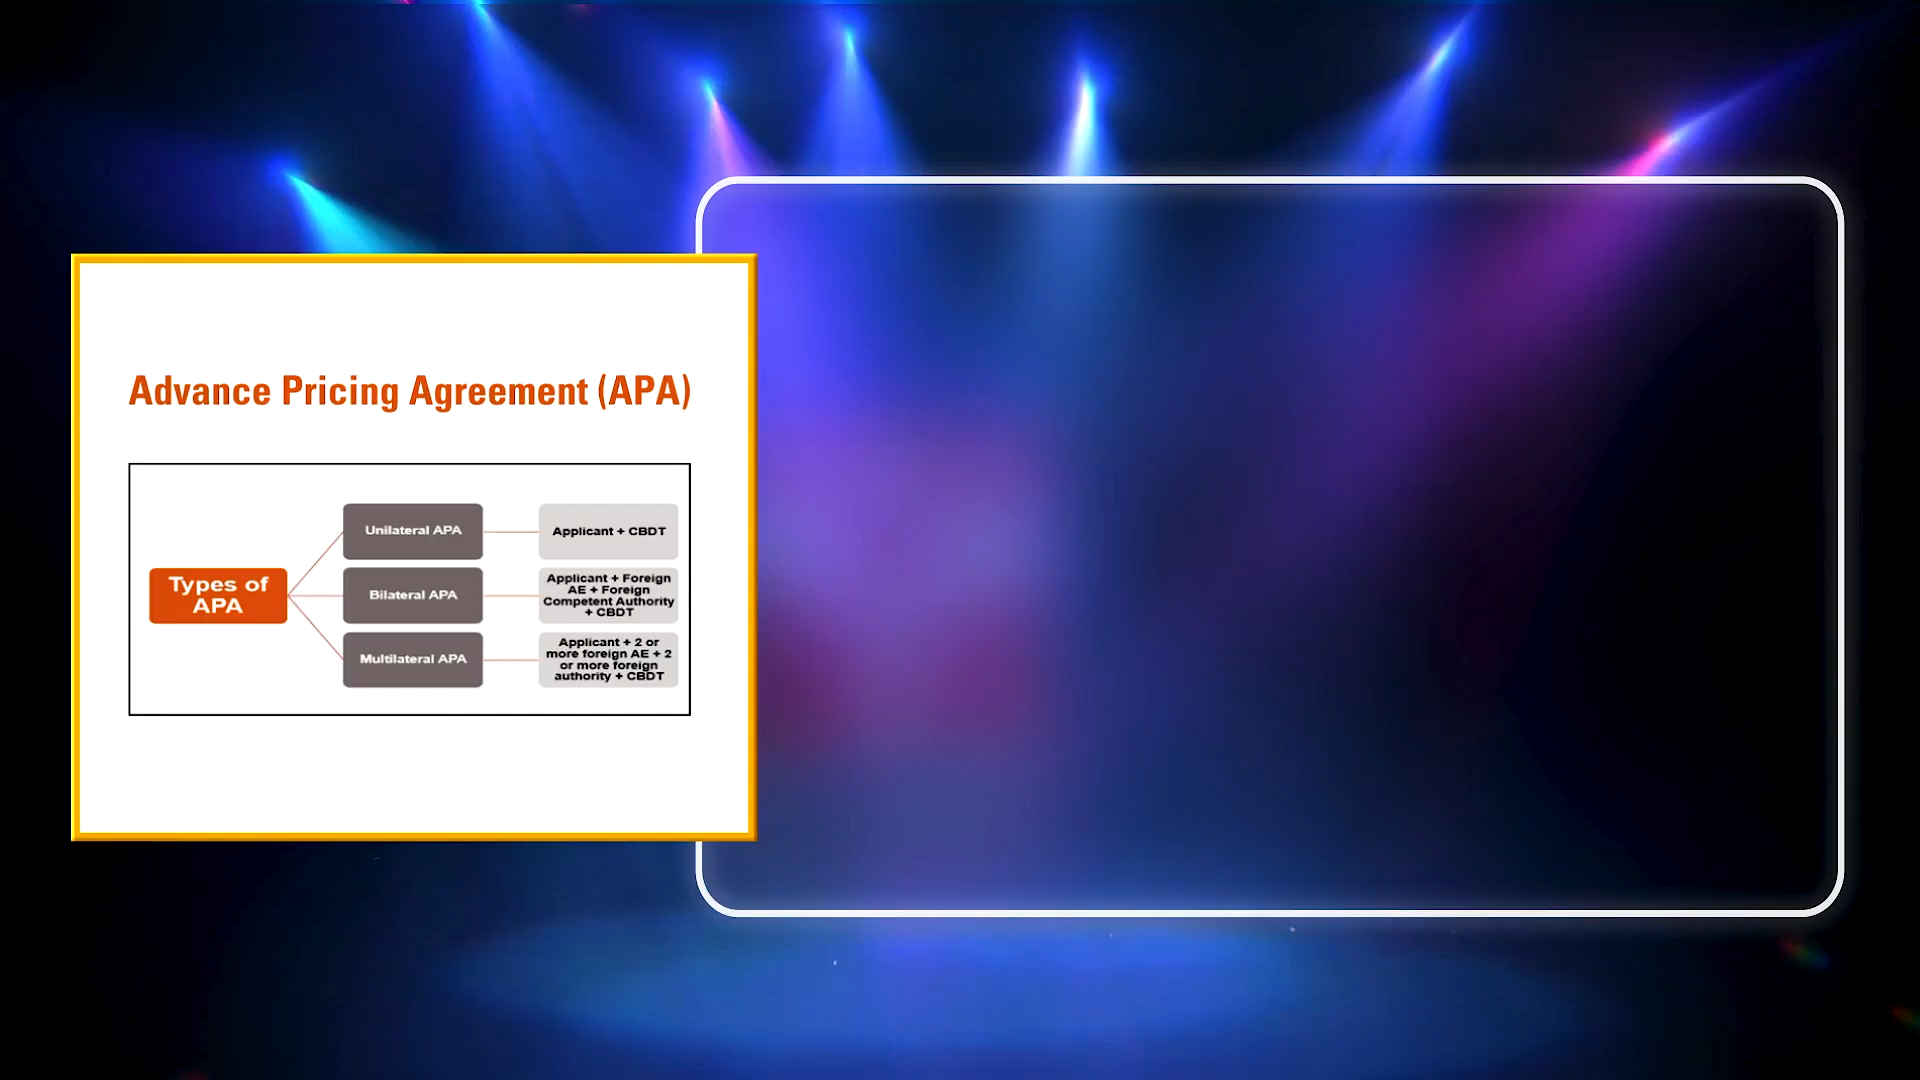 Advance Pricing Agreement (APA)
Types of
APA
Unilateral APA
Applicant + CBDT
Bilateral APA
Applicant + Foreign
AE + Foreign
Competent Authority
+ CBDT
Multilateral APA
Applicant + 2 or
more foreign AE + 2
or more foreign
authority + CBDT